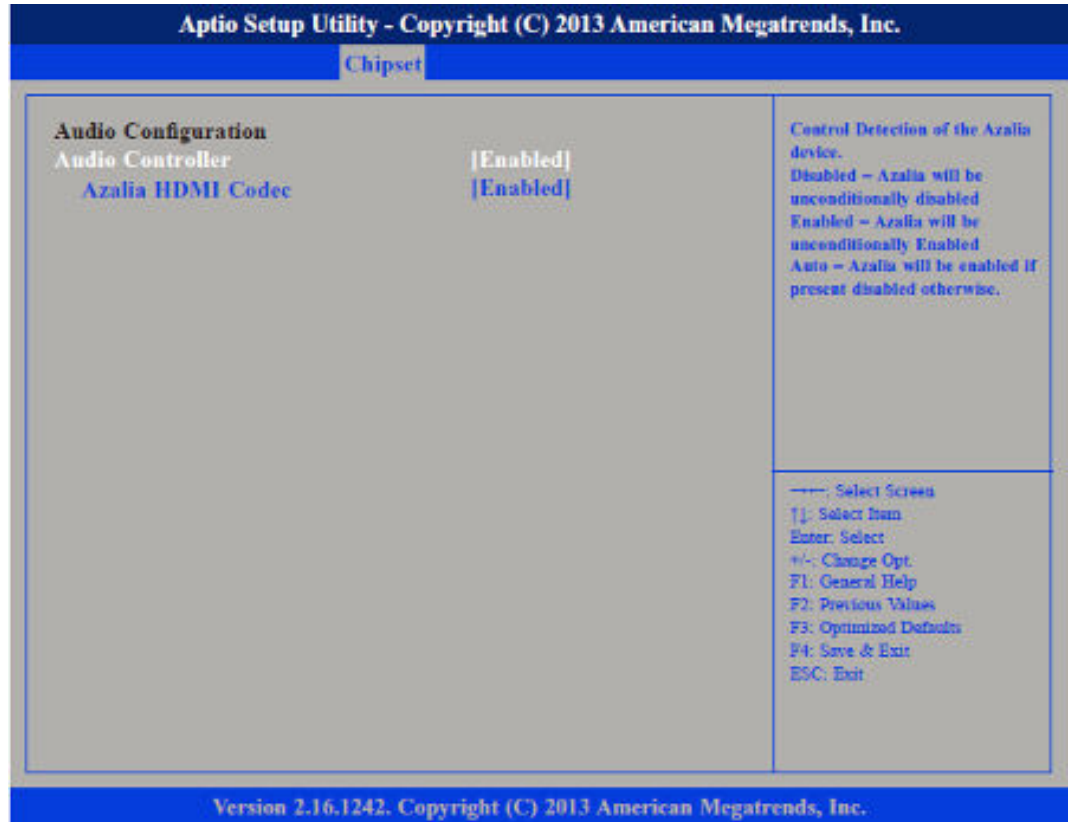 Aptio Setup Utility - Copyright (C) 2013 American Megatrends, Inc.
Chipset
Audio Configuration
Audio Controller [Enabled]
Azalia HDMI Codec [Enabled]
Control Detection of the Azalia
device.
Disabled – Azalia will be
unconditionally disabled
Enabled – Azalia will be
unconditionally Enabled
Auto – Azalia will be enabled if
present disabled otherwise.
→←: Select Screen
↑↓: Select Item
Enter: Select
+/-: Change Opt.
F1: General Help
F2: Previous Values
F3: Optimized Defaults
F4: Save & Exit
ESC: Exit
Version 2.16.1242. Copyright (C) 2013 American Megatrends, Inc.